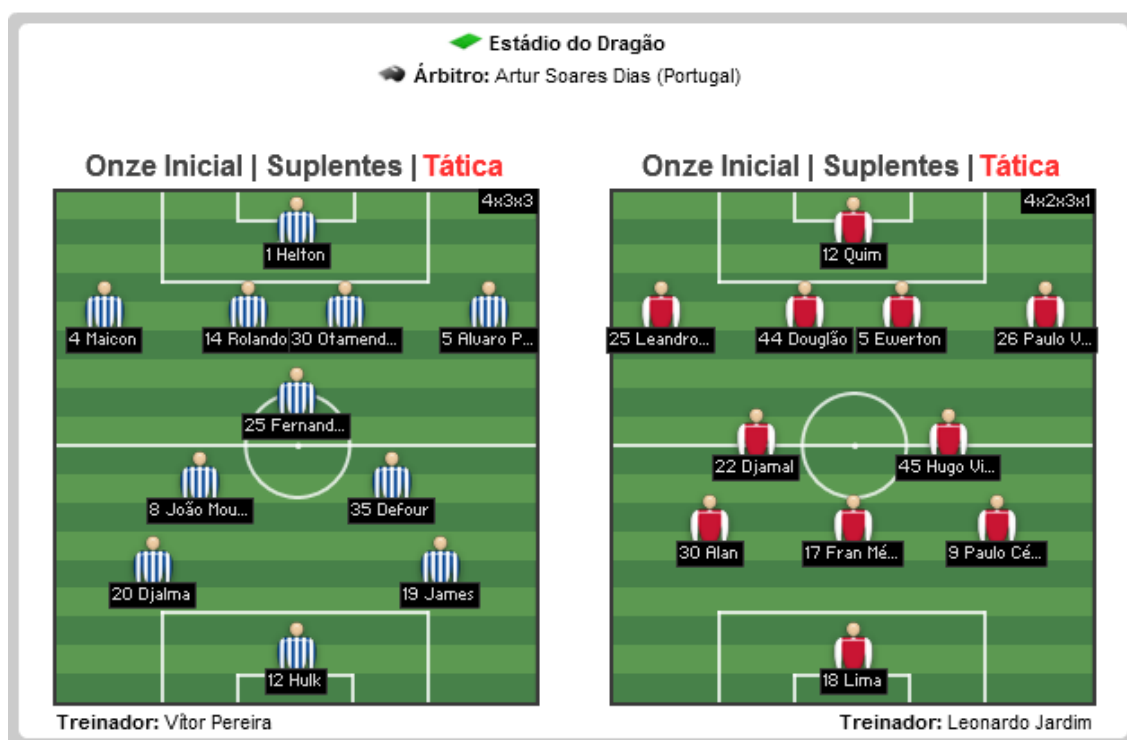 Estádio do Dragão
Árbitro: Artur Soares Dias (Portugal)
Onze Inicial | Suplentes | Tática
4x3x3
1 Helton
4 Maicon
14 Rolando
30 Otamend...
5 Alvaro P...
25 Fernand...
8 João Mou...
35 Defour
20 Djalma
19 James
12 Hulk
Treinador: Vítor Pereira
Onze Inicial | Suplentes | Tática
4x2x3x1
12 Quim
25 Leandro...
44 Douglão
5 Ewerton
26 Paulo V...
22 Djamal
45 Hugo Vi...
30 Alan
17 Fran Mé...
9 Paulo Cé...
18 Lima
Treinador: Leonardo Jardim